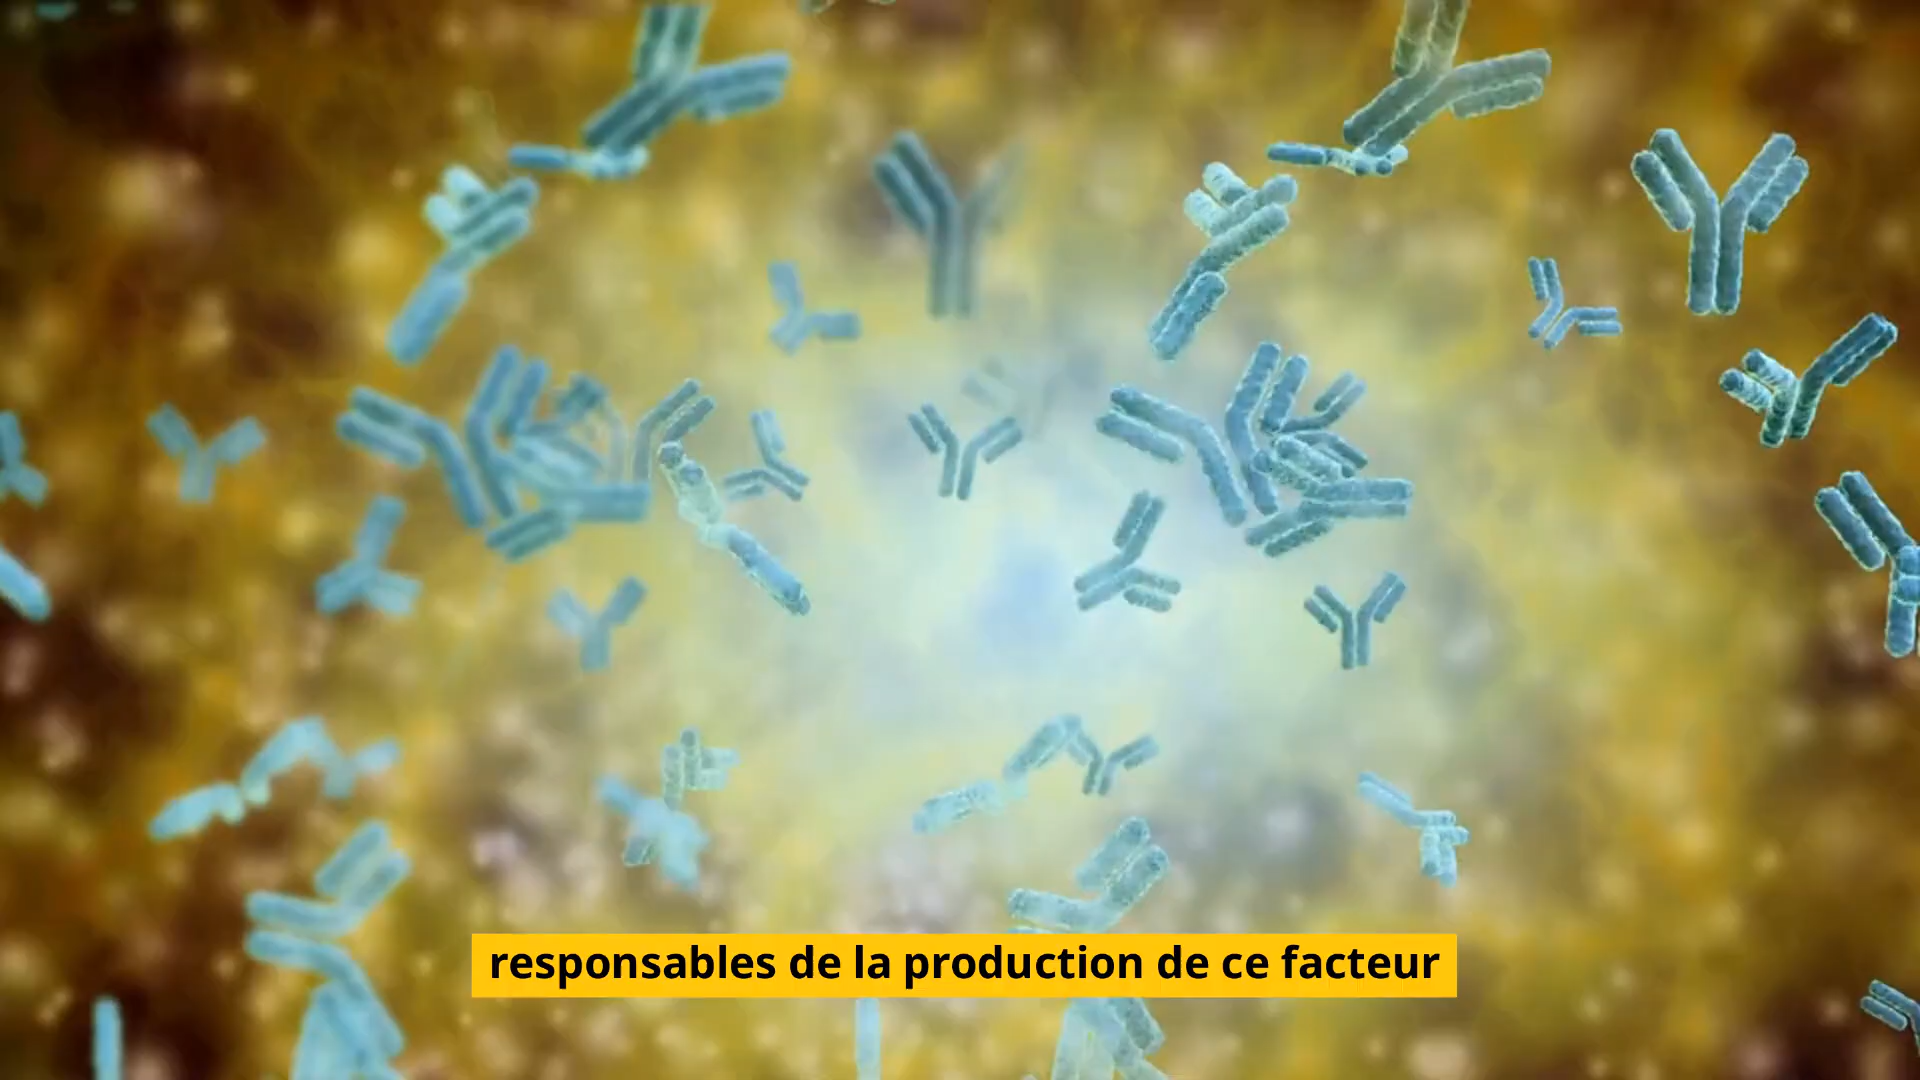 responsables de la production de ce facteur